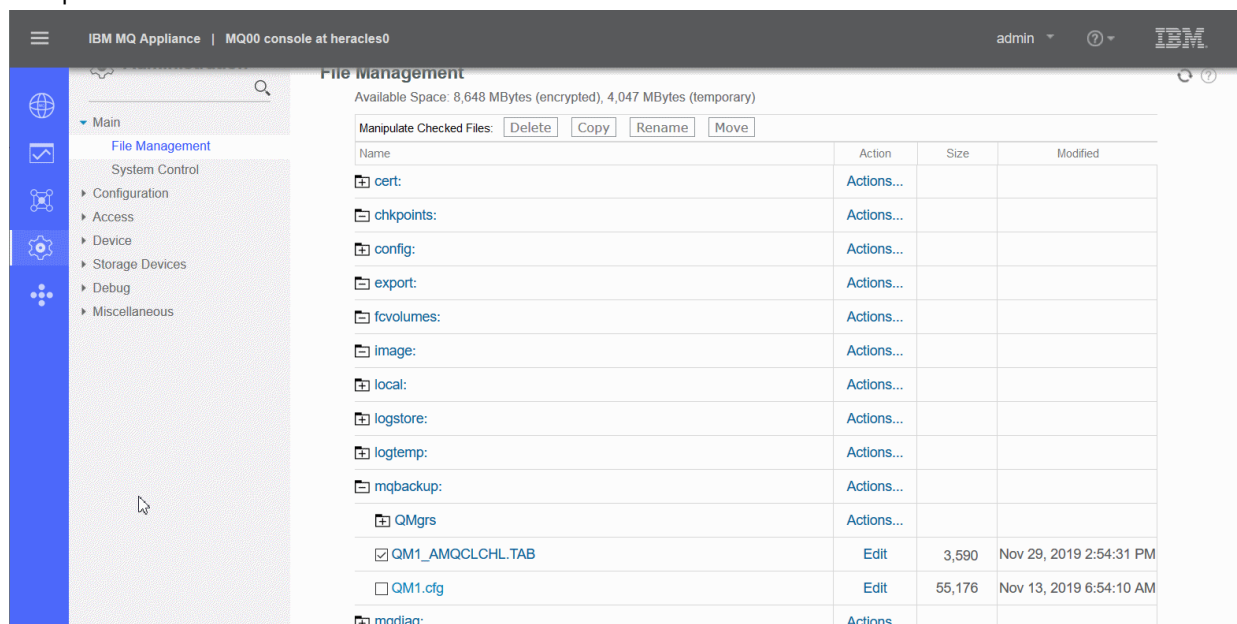 IBM MQ Appliance | MQ00 console at heracles0 admin IBM
File Management
Available Space: 8,648 MBytes (encrypted), 4,047 MBytes (temporary)
Main
File Management
System Control
Configuration
Access
Device
Storage Devices
Debug
Miscellaneous
Manipulate Checked Files: Delete Copy Rename Move
Name Action Size Modified
cert: Actions...
chkpoints: Actions...
config: Actions...
export: Actions...
fcvolumes: Actions...
image: Actions...
local: Actions...
logstore: Actions...
logtemp: Actions...
mqbackup: Actions...
QMgrs Actions...
QM1_AMQCLCHL.TAB Edit 3,590 Nov 29, 2019 2:54:31 PM
QM1.cfg Edit 55,176 Nov 13, 2019 6:54:10 AM
mqdiag: Actions